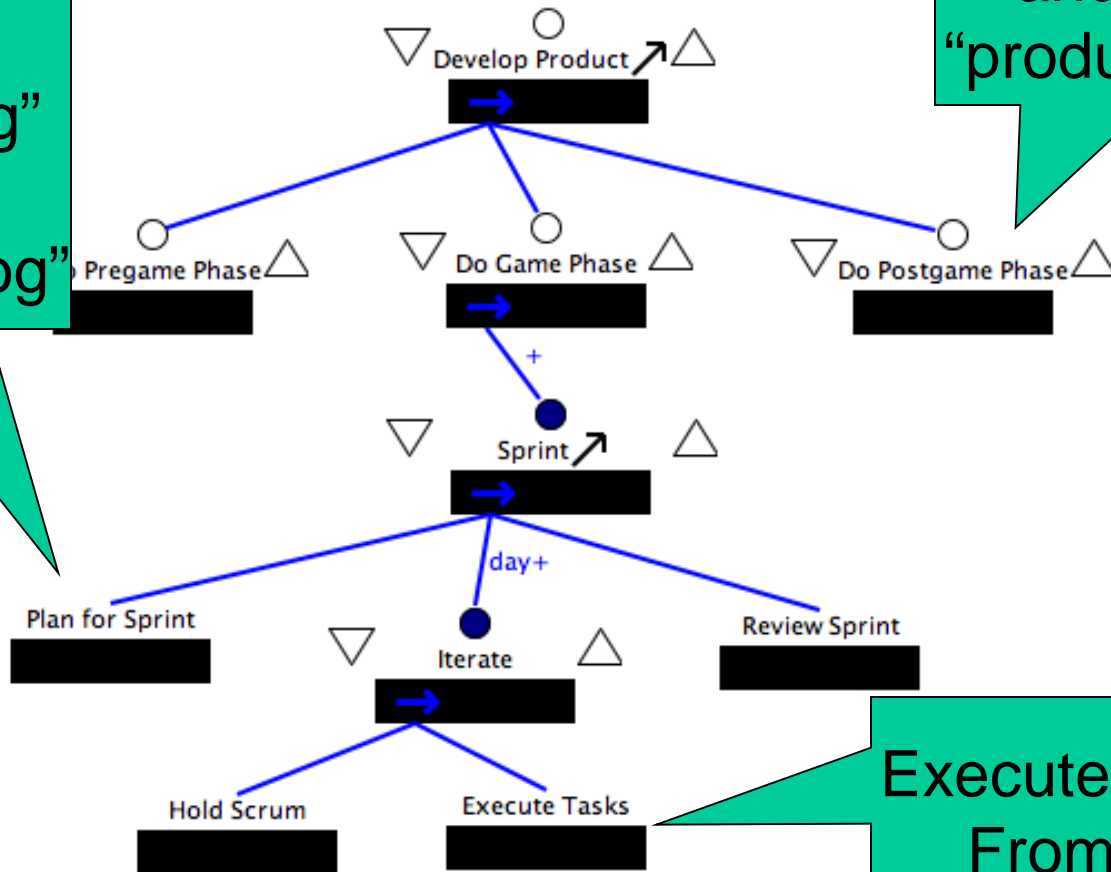 and
“produ
Develop Product
g”
og”
Pregame Phase
Do Game Phase
Do Postgame Phase
+
Sprint
day+
Plan for Sprint
Iterate
Review Sprint
Hold Scrum
Execute Tasks
Execute
From